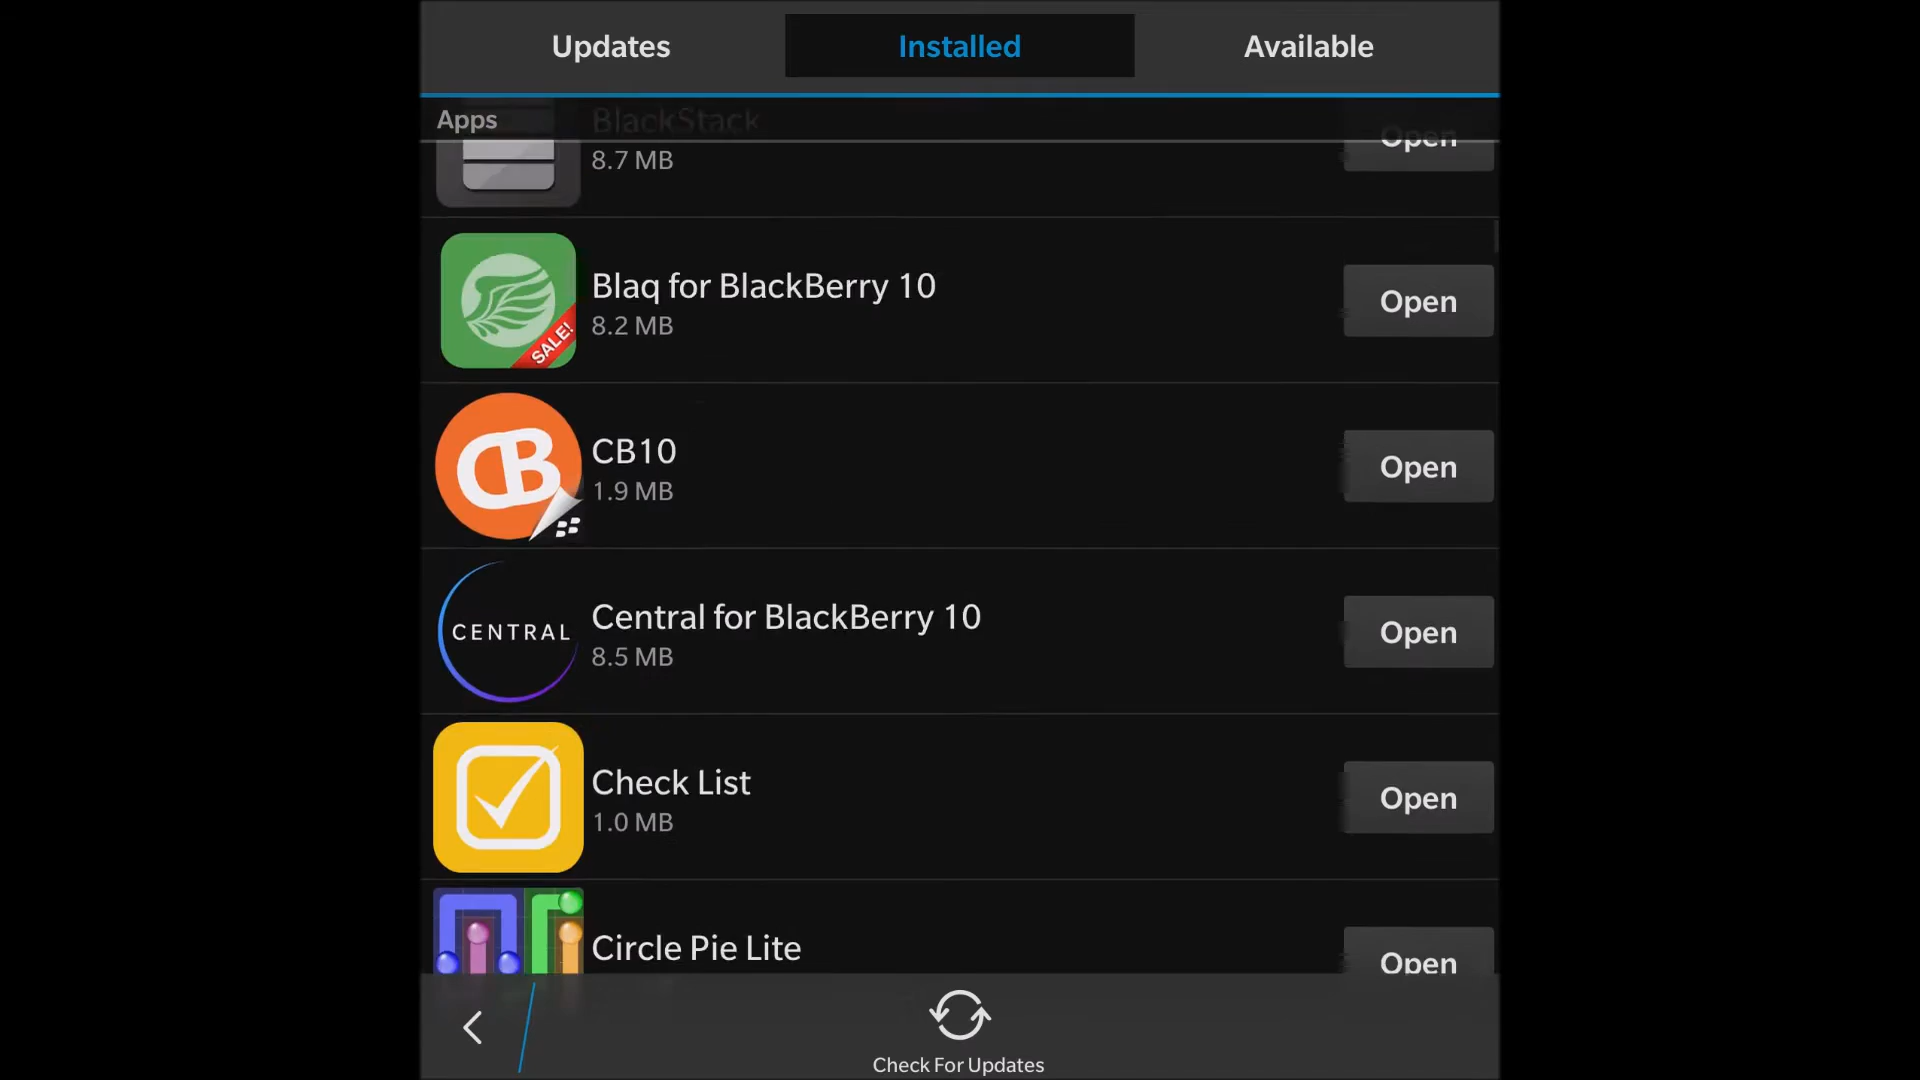 Updates
Installed
Available
Apps
BlackStack
8.7 MB
Open
Blaq for BlackBerry 10
8.2 MB
SALE!
Open
CB
CB10
1.9 MB
Open
CENTRAL
Central for BlackBerry 10
8.5 MB
Open
Check List
1.0 MB
Open
Circle Pie Lite
Open
Check For Updates